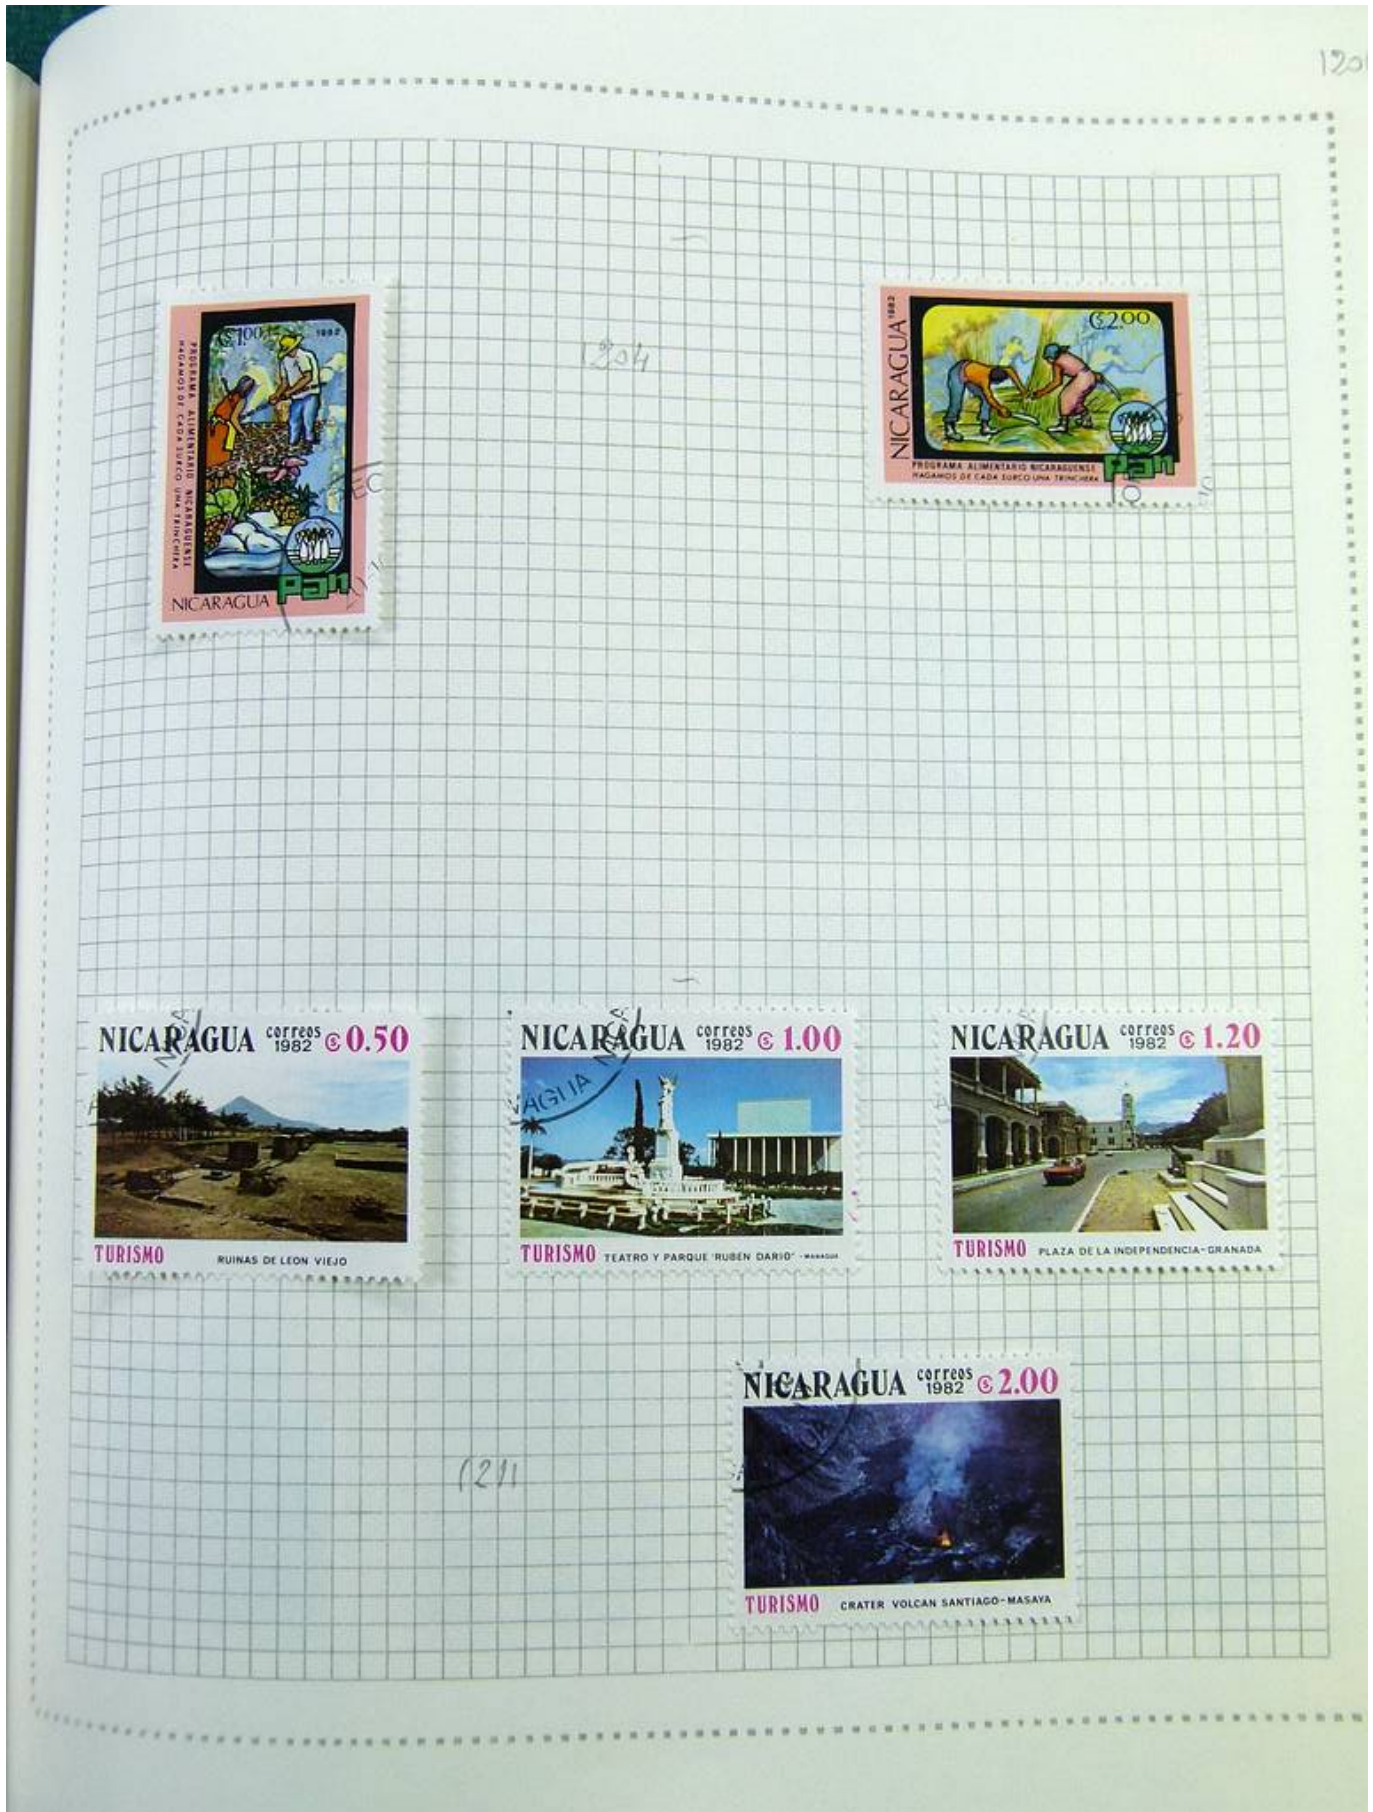 120
C$1.00
1982
PROGRAMA ALIMENTARIO NICARAGUENSE
HAGAMOS DE CADA SURCO UNA TRINCHERA
Pan
NICARAGUA
1204
NICARAGUA 1982
C$2.00
PROGRAMA ALIMENTARIO NICARAGUENSE
HAGAMOS DE CADA SURCO UNA TRINCHERA
Pan
NICARAGUA correos 1982 C$ 0.50
TURISMO RUINAS DE LEON VIEJO
NICARAGUA correos 1982 C$ 1.00
TURISMO TEATRO Y PARQUE "RUBEN DARIO" - MANAGUA
NICARAGUA correos 1982 C$ 1.20
TURISMO PLAZA DE LA INDEPENDENCIA-GRANADA
NICARAGUA correos 1982 C$ 2.00
1211
TURISMO CRATER VOLCAN SANTIAGO-MASAYA